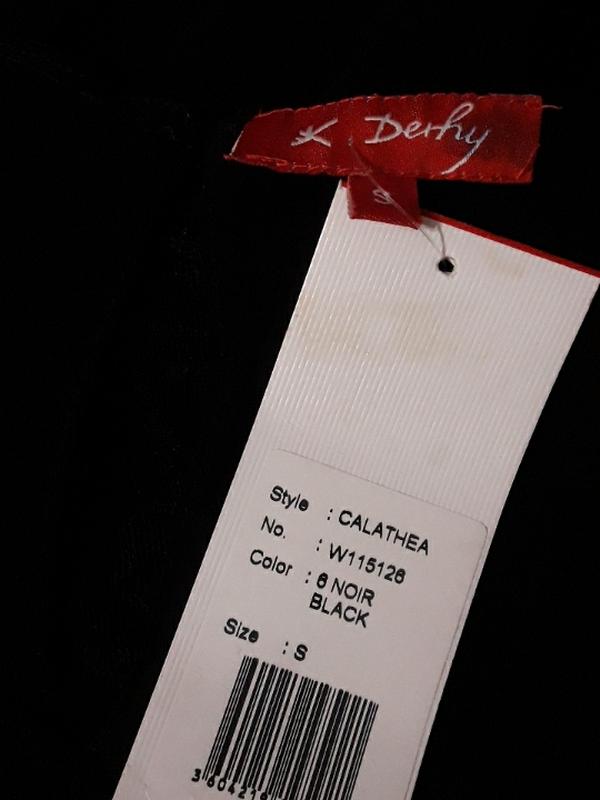 K Derhy
S
Style : CALATHEA
No. : W115126
Color : 6 NOIR
BLACK
Size : S